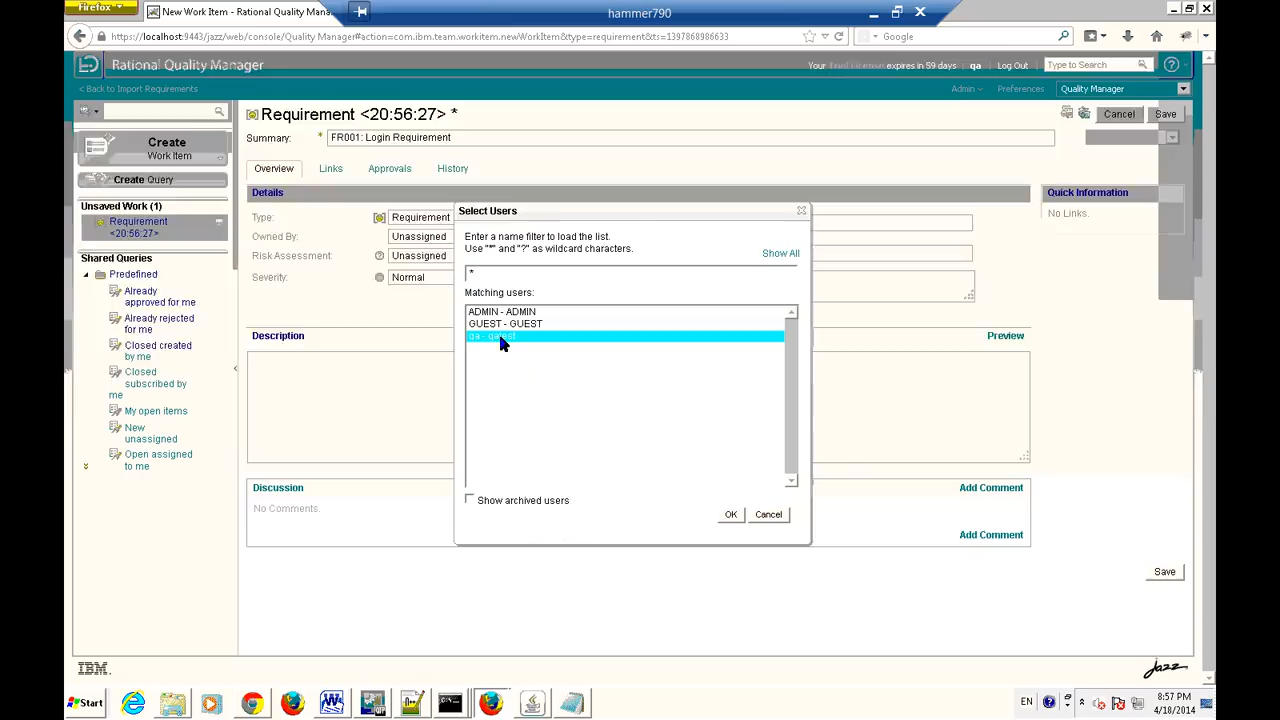 Firefox
New Work Item - Rational Quality Mana...
hammer790
https://localhost:9443/jazz/web/console/Quality Manager#action=com.ibm.team.workitem.newWorkItem&type=requirement&ts=1397868986633
Google
Rational Quality Manager
Your Trial License expires in 59 days
qa
Log Out
Type to Search
< Back to Import Requirements
Admin
Preferences
Quality Manager
Create
Work Item
Create Query
Unsaved Work (1)
Requirement
<20:56:27>
Shared Queries
Predefined
Already
approved for me
Already rejected
for me
Closed created
by me
Closed
subscribed by
me
My open items
New
unassigned
Open assigned
to me
Requirement <20:56:27> *
Cancel
Save
Summary:
* FR001: Login Requirement
Overview
Links
Approvals
History
Details
Quick Information
No Links.
Type:
Requirement
Owned By:
Unassigned
Risk Assessment:
Unassigned
Severity:
Normal
Description
Preview
Discussion
Add Comment
No Comments.
Add Comment
Save
Select Users
Enter a name filter to load the list.
Use "*" and "?" as wildcard characters.
Show All
*
Matching users:
ADMIN - ADMIN
GUEST - GUEST
qa - qatest
Show archived users
OK
Cancel
IBM
jazz
Start
EN
8:57 PM
4/18/2014